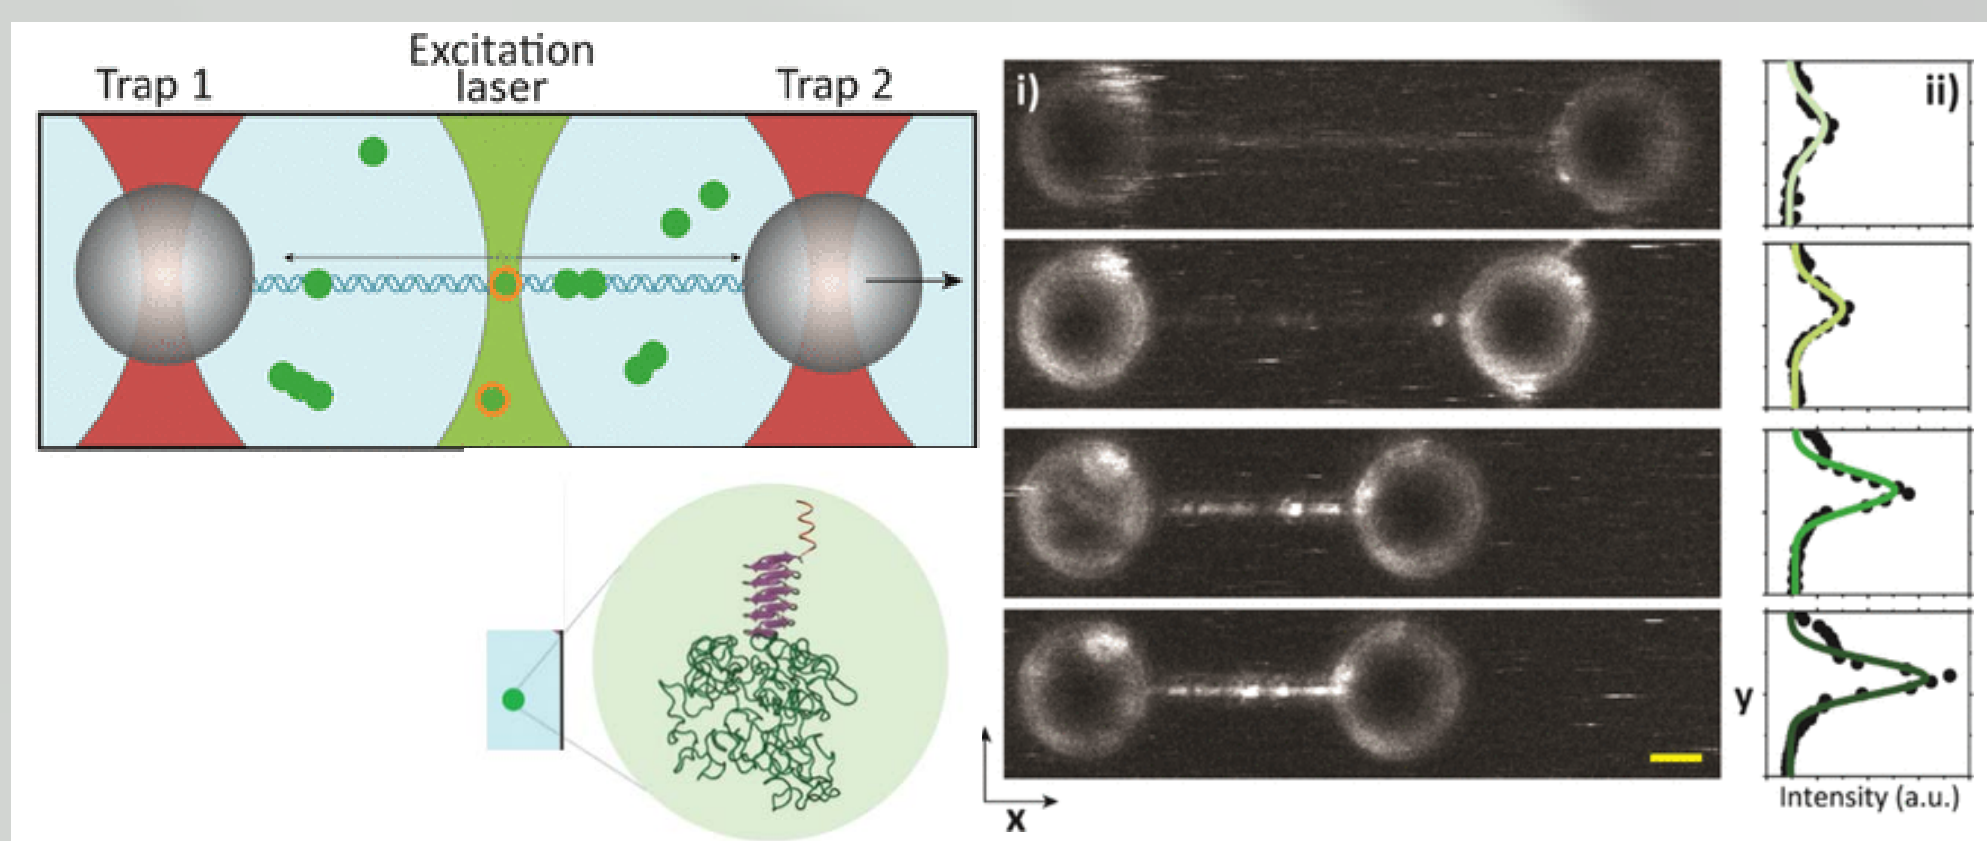 Trap 1
Excitation
laser
Trap 2
i)
ii)
y
x
Intensity (a.u.)